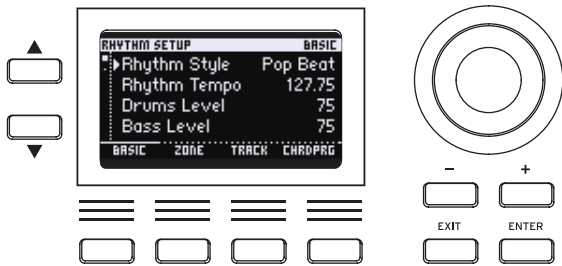 RHYTHM SETUP BASIC
Rhythm Style Pop Beat
Rhythm Tempo 127.75
Drums Level 75
Bass Level 75
BASIC ZONE TRACK CHRDPRG
- +
EXIT ENTER